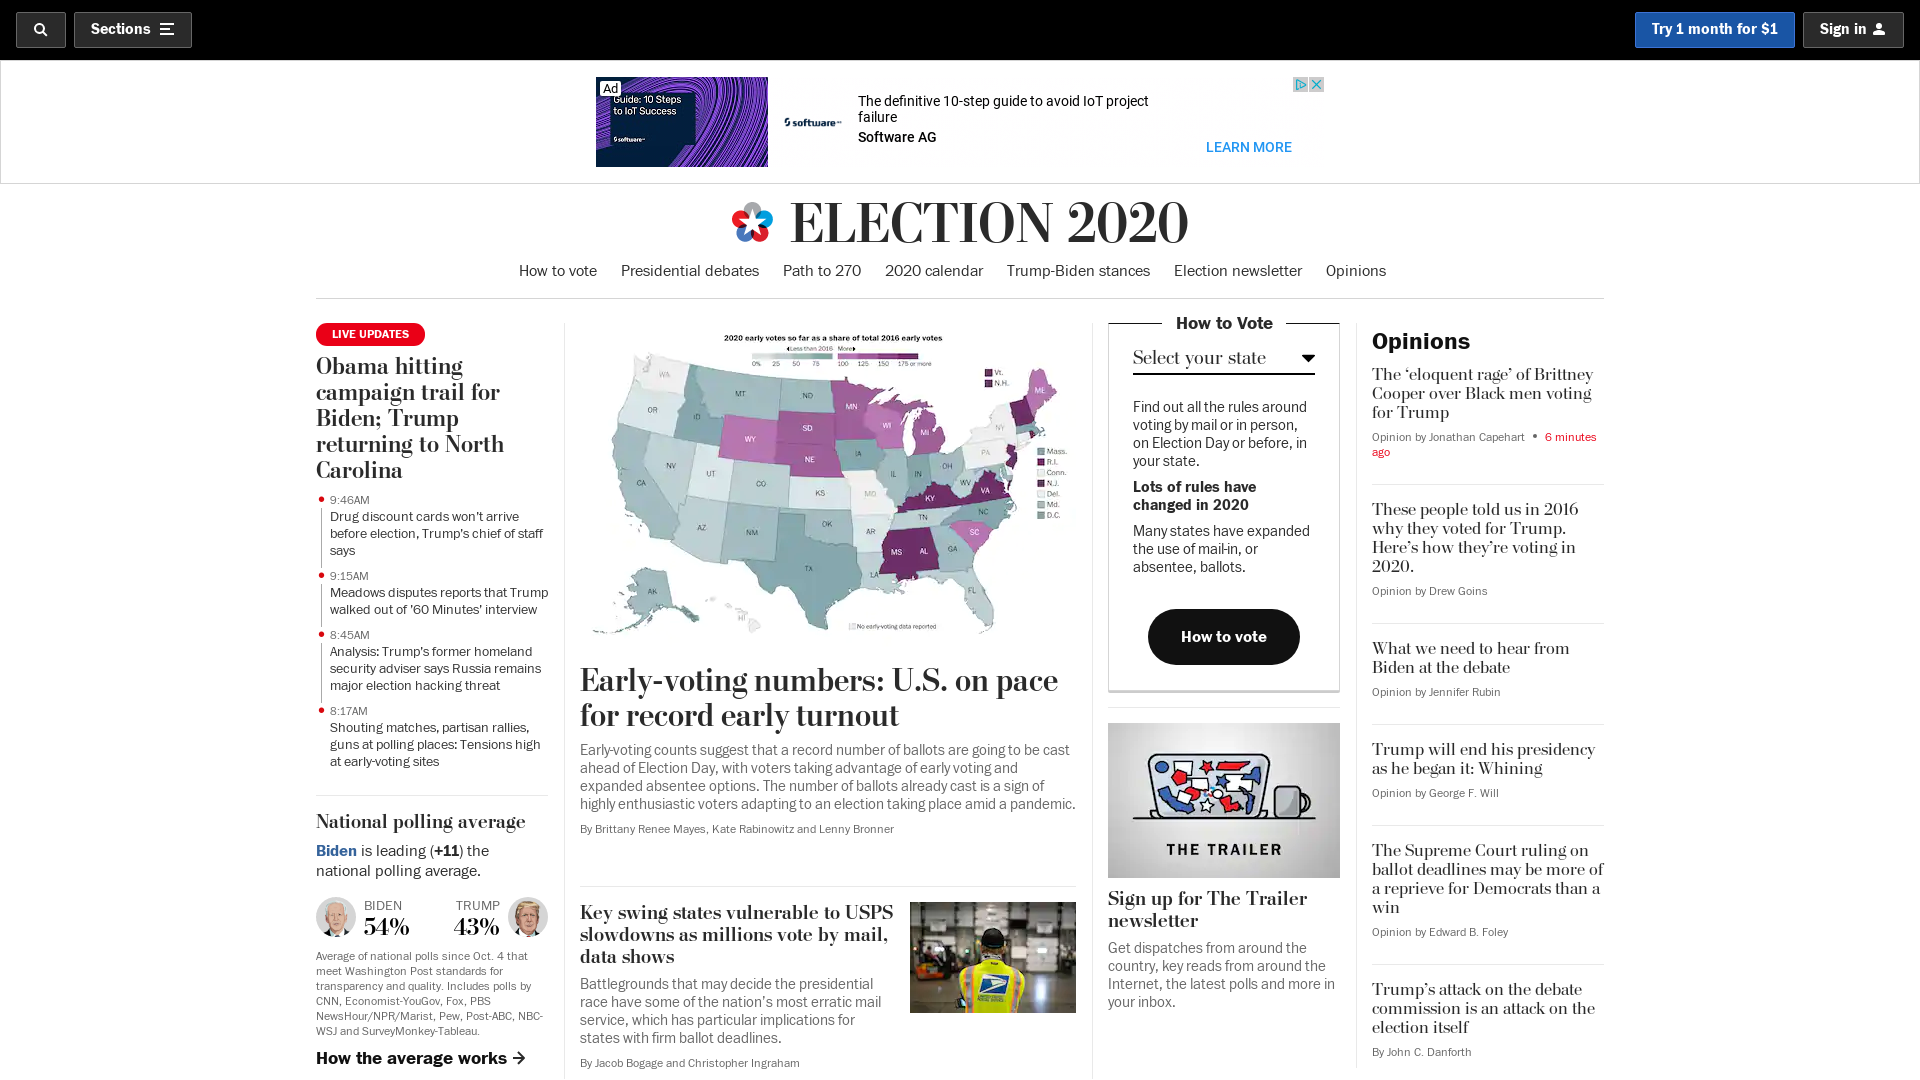 Sections
Try 1 month for $1
Sign in
Ad
Guide: 10 Steps
to IoT Success
software
software
The definitive 10-step guide to avoid IoT project
failure
Software AG
LEARN MORE
ELECTION 2020
How to vote
Presidential debates
Path to 270
2020 calendar
Trump-Biden stances
Election newsletter
Opinions
LIVE UPDATES
Obama hitting
campaign trail for
Biden; Trump
returning to North
Carolina
9:46AM
Drug discount cards won't arrive
before election, Trump's chief of staff
says
9:15AM
Meadows disputes reports that Trump
walked out of '60 Minutes' interview
8:45AM
Analysis: Trump's former homeland
security adviser says Russia remains
major election hacking threat
8:17AM
Shouting matches, partisan rallies,
guns at polling places: Tensions high
at early-voting sites
National polling average
Biden is leading (+11) the
national polling average.
BIDEN
54%
TRUMP
43%
Average of national polls since Oct. 4 that
meet Washington Post standards for
transparency and quality. Includes polls by
CNN, Economist-YouGov, Fox, PBS
NewsHour/NPR/Marist, Pew, Post-ABC, NBC-
WSJ and SurveyMonkey-Tableau.
How the average works →
2020 early votes so far as a share of total 2016 early votes
Less than 2016 More
0% 25 50 75 100 125 150 175 or more
WA
OR
CA
NV
ID
MT
WY
UT
AZ
CO
NM
ND
SD
NE
KS
OK
TX
MN
IA
MO
AR
LA
WI
IL
MI
IN
OH
KY
TN
MS
AL
GA
FL
SC
NC
VA
WV
PA
NY
ME
AK
HI
Vt.
N.H.
Mass.
R.I.
Conn.
N.J.
Del.
Md.
D.C.
No early-voting data reported
Early-voting numbers: U.S. on pace
for record early turnout
Early-voting counts suggest that a record number of ballots are going to be cast
ahead of Election Day, with voters taking advantage of early voting and
expanded absentee options. The number of ballots already cast is a sign of
highly enthusiastic voters adapting to an election taking place amid a pandemic.
By Brittany Renee Mayes, Kate Rabinowitz and Lenny Bronner
Key swing states vulnerable to USPS
slowdowns as millions vote by mail,
data shows
Battlegrounds that may decide the presidential
race have some of the nation's most erratic mail
service, which has particular implications for
states with firm ballot deadlines.
By Jacob Bogage and Christopher Ingraham
How to Vote
Select your state
Find out all the rules around
voting by mail or in person,
on Election Day or before, in
your state.
Lots of rules have
changed in 2020
Many states have expanded
the use of mail-in, or
absentee, ballots.
How to vote
THE TRAILER
Sign up for The Trailer
newsletter
Get dispatches from around the
country, key reads from around the
Internet, the latest polls and more in
your inbox.
Opinions
The ‘eloquent rage’ of Brittney
Cooper over Black men voting
for Trump
Opinion by Jonathan Capehart • 6 minutes
ago
These people told us in 2016
why they voted for Trump.
Here’s how they’re voting in
2020.
Opinion by Drew Goins
What we need to hear from
Biden at the debate
Opinion by Jennifer Rubin
Trump will end his presidency
as he began it: Whining
Opinion by George F. Will
The Supreme Court ruling on
ballot deadlines may be more of
a reprieve for Democrats than a
win
Opinion by Edward B. Foley
Trump’s attack on the debate
commission is an attack on the
election itself
By John C. Danforth